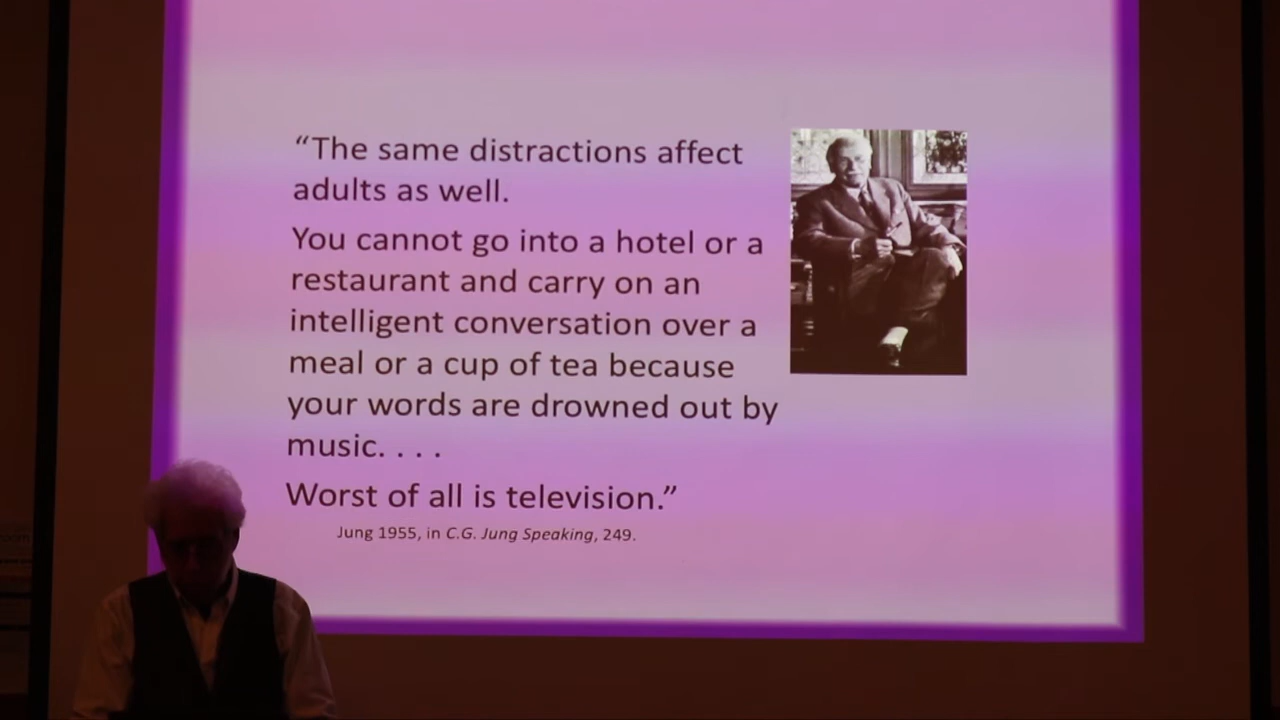 “The same distractions affect
adults as well.
You cannot go into a hotel or a
restaurant and carry on an
intelligent conversation over a
meal or a cup of tea because
your words are drowned out by
music. . . .
Worst of all is television.”
Jung 1955, in C.G. Jung Speaking, 249.